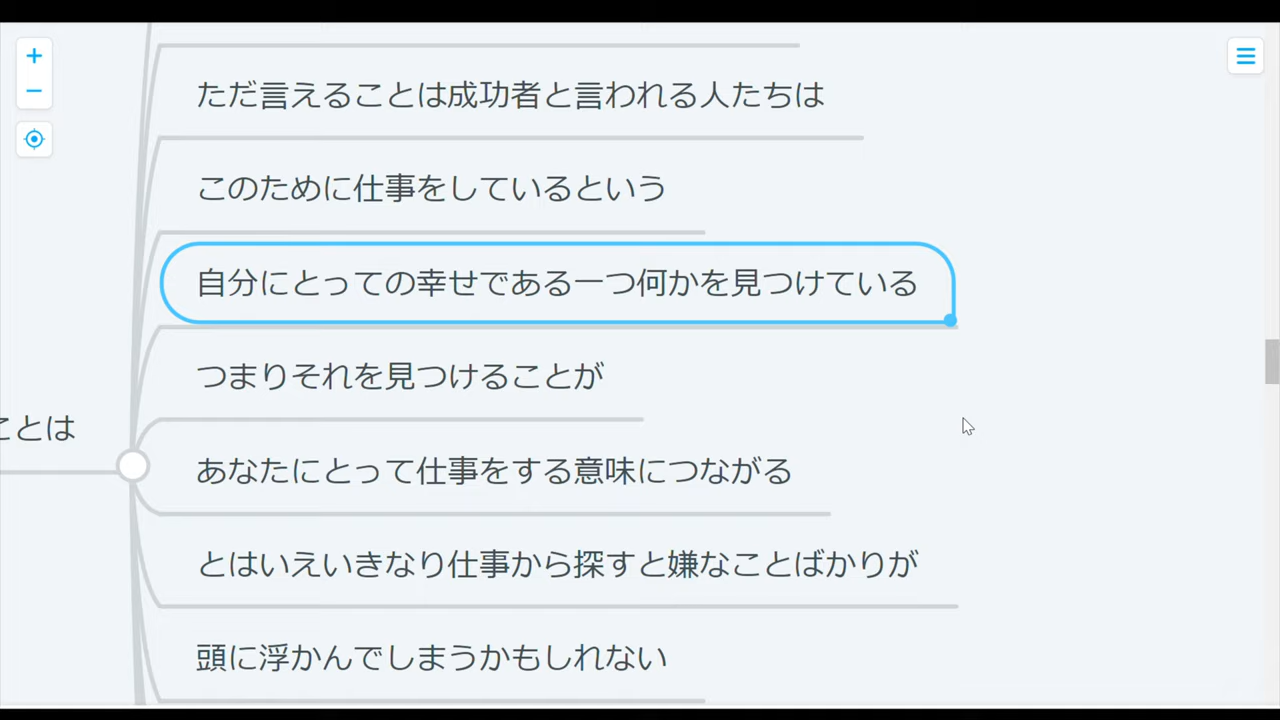 ただ言えることは成功者と言われる人たちは
このために仕事をしているという
自分にとっての幸せである一つ何かを見つけている
つまりそれを見つけることが
ことは
あなたにとって仕事をする意味につながる
とはいえいきなり仕事から探すと嫌なことばかりが
頭に浮かんでしまうかもしれない